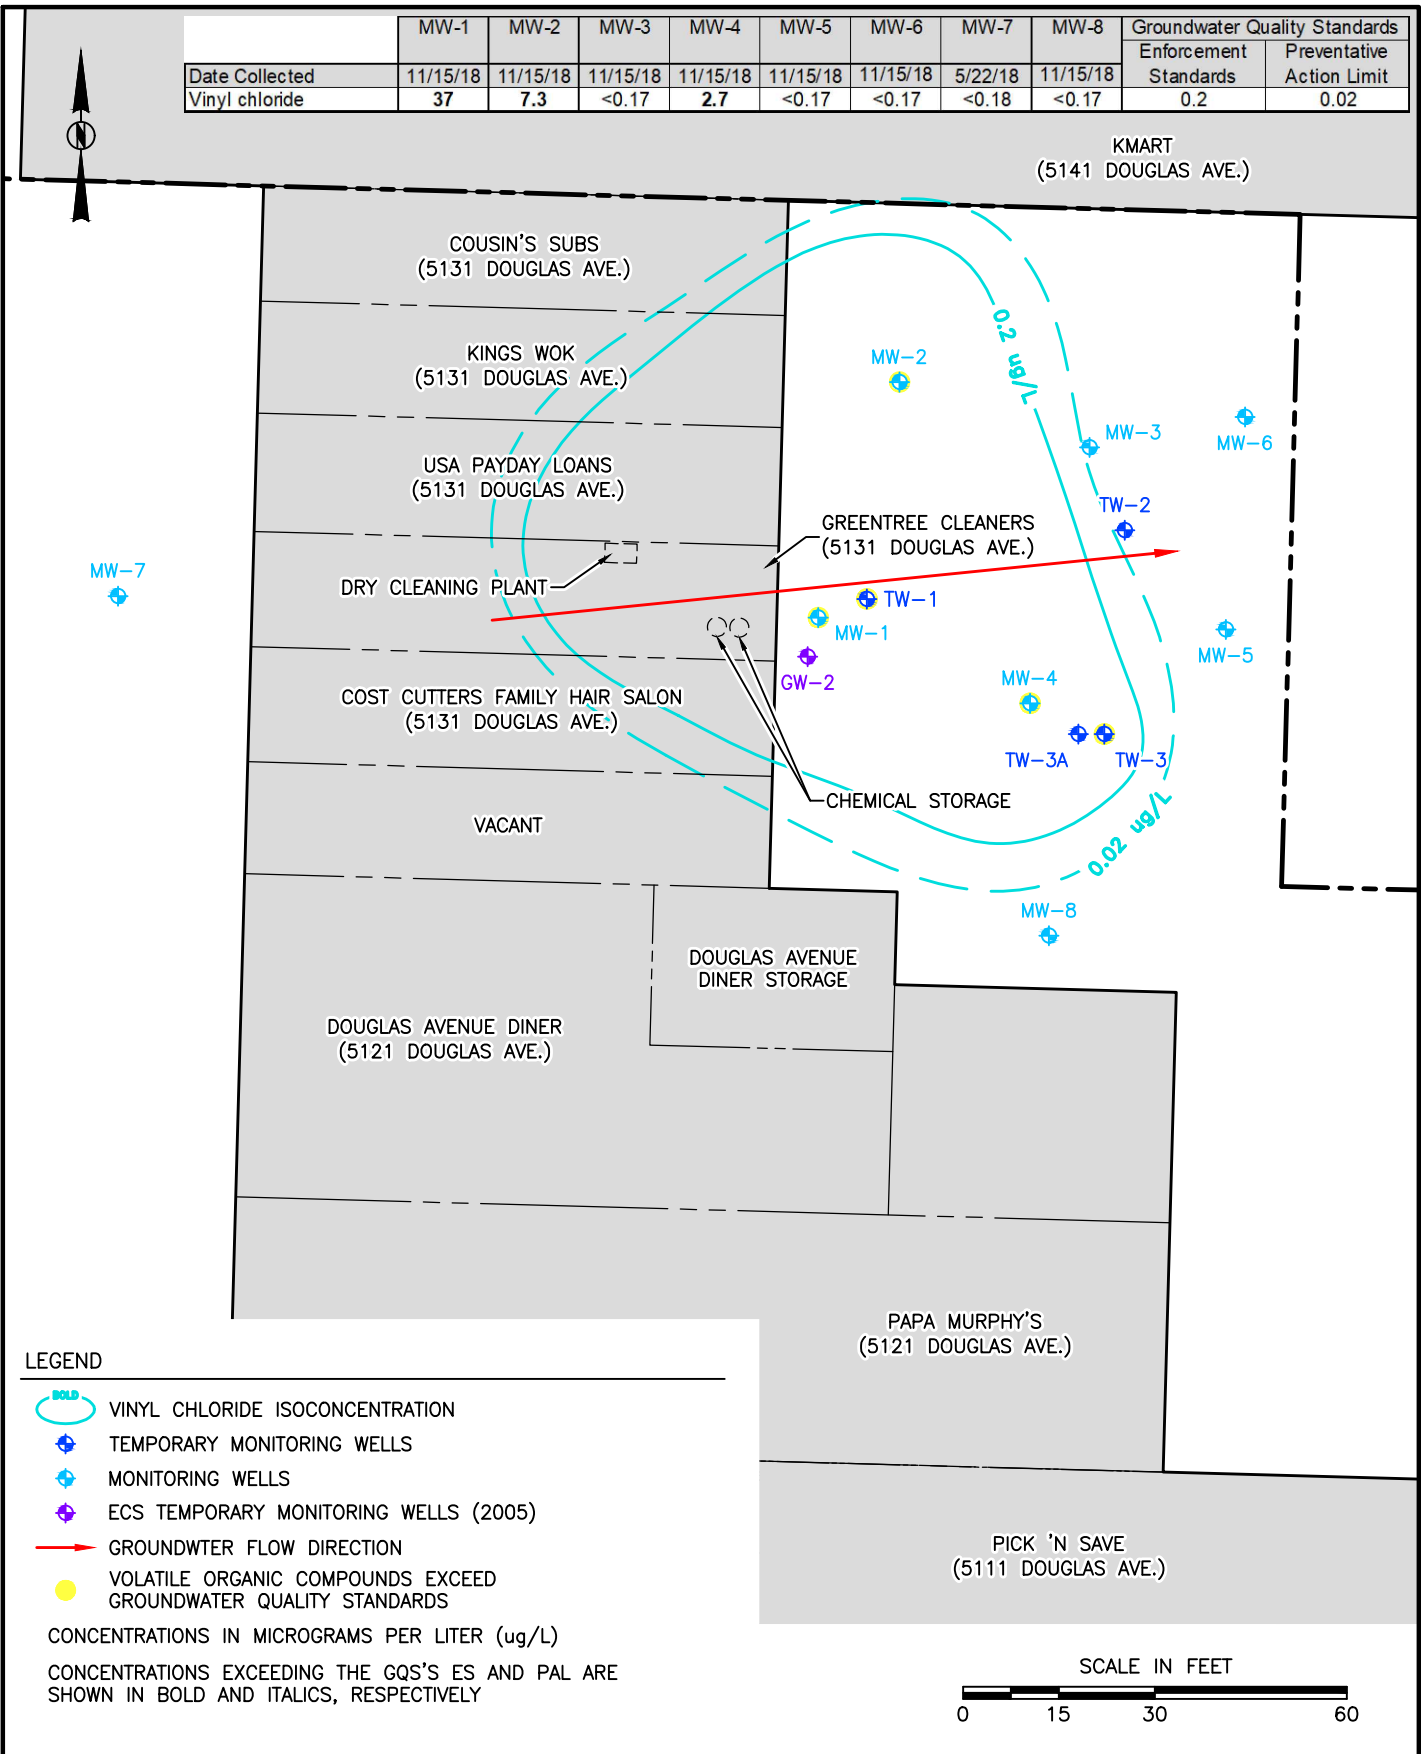 MW-1 MW-2 MW-3 MW-4 MW-5 MW-6 MW-7 MW-8 Groundwater Quality Standards
Enforcement Preventative
Date Collected 11/15/18 11/15/18 11/15/18 11/15/18 11/15/18 11/15/18 5/22/18 11/15/18 Standards Action Limit
Vinyl chloride 37 7.3 <0.17 2.7 <0.17 <0.17 <0.18 <0.17 0.2 0.02
N
KMART
(5141 DOUGLAS AVE.)
COUSIN'S SUBS
(5131 DOUGLAS AVE.)
KINGS WOK
(5131 DOUGLAS AVE.)
USA PAYDAY LOANS
(5131 DOUGLAS AVE.)
GREENTREE CLEANERS
(5131 DOUGLAS AVE.)
DRY CLEANING PLANT
COST CUTTERS FAMILY HAIR SALON
(5131 DOUGLAS AVE.)
VACANT
CHEMICAL STORAGE
0.2 ug/L
0.02 ug/L
MW-2
MW-3
MW-6
TW-2
MW-7
TW-1
MW-1
GW-2
MW-5
MW-4
TW-3A
TW-3
MW-8
DOUGLAS AVENUE
DINER STORAGE
DOUGLAS AVENUE DINER
(5121 DOUGLAS AVE.)
PAPA MURPHY'S
(5121 DOUGLAS AVE.)
PICK 'N SAVE
(5111 DOUGLAS AVE.)
LEGEND
BOLD
VINYL CHLORIDE ISOCONCENTRATION
TEMPORARY MONITORING WELLS
MONITORING WELLS
ECS TEMPORARY MONITORING WELLS (2005)
GROUNDWTER FLOW DIRECTION
VOLATILE ORGANIC COMPOUNDS EXCEED
GROUNDWATER QUALITY STANDARDS
CONCENTRATIONS IN MICROGRAMS PER LITER (ug/L)
CONCENTRATIONS EXCEEDING THE GQS'S ES AND PAL ARE
SHOWN IN BOLD AND ITALICS, RESPECTIVELY
SCALE IN FEET
0 15 30 60